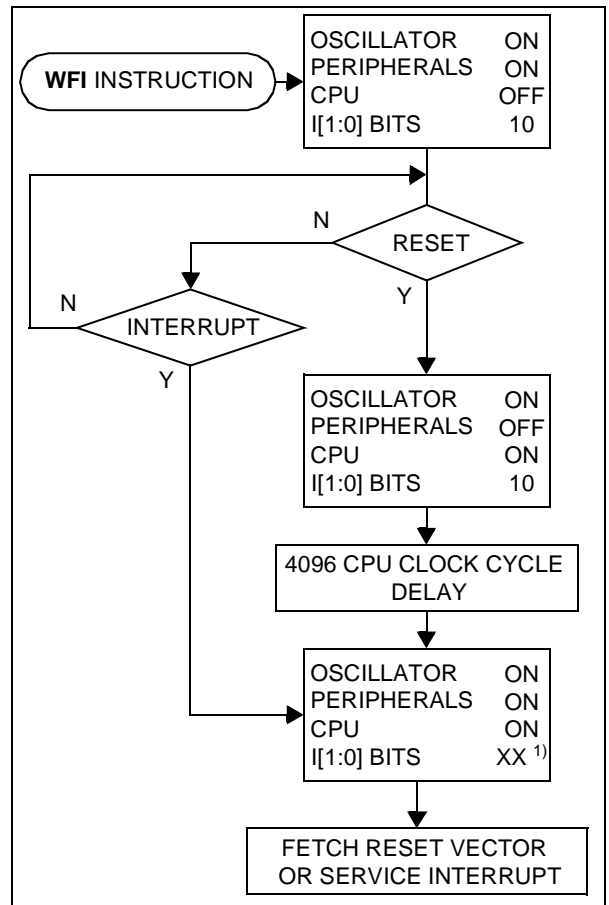 WFI INSTRUCTION
OSCILLATOR ON
PERIPHERALS ON
CPU OFF
I[1:0] BITS 10
RESET
N
Y
INTERRUPT
N
Y
OSCILLATOR ON
PERIPHERALS OFF
CPU ON
I[1:0] BITS 10
4096 CPU CLOCK CYCLE
DELAY
OSCILLATOR ON
PERIPHERALS ON
CPU ON
I[1:0] BITS XX 1)
FETCH RESET VECTOR
OR SERVICE INTERRUPT